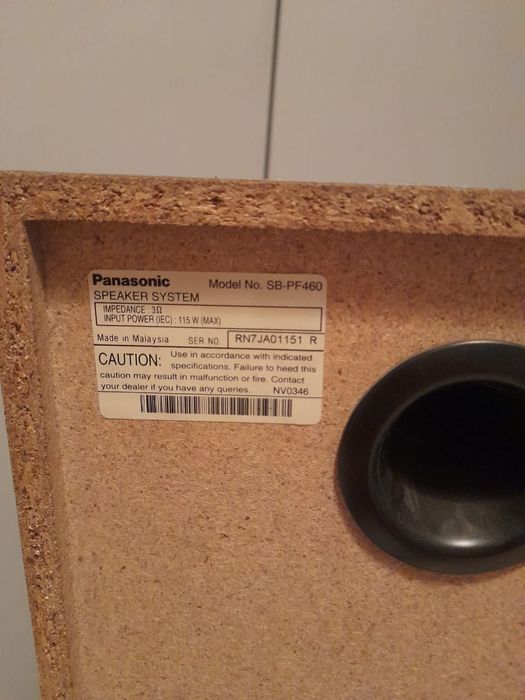 Panasonic Model No. SB-PF460
SPEAKER SYSTEM
IMPEDANCE : 3Ω
INPUT POWER (IEC) : 115 W (MAX)
Made in Malaysia SER NO. RN7JA01151 R
CAUTION: Use in accordance with indicated
specifications. Failure to heed this
caution may result in malfunction or fire. Contact
your dealer if you have any queries. NV0346